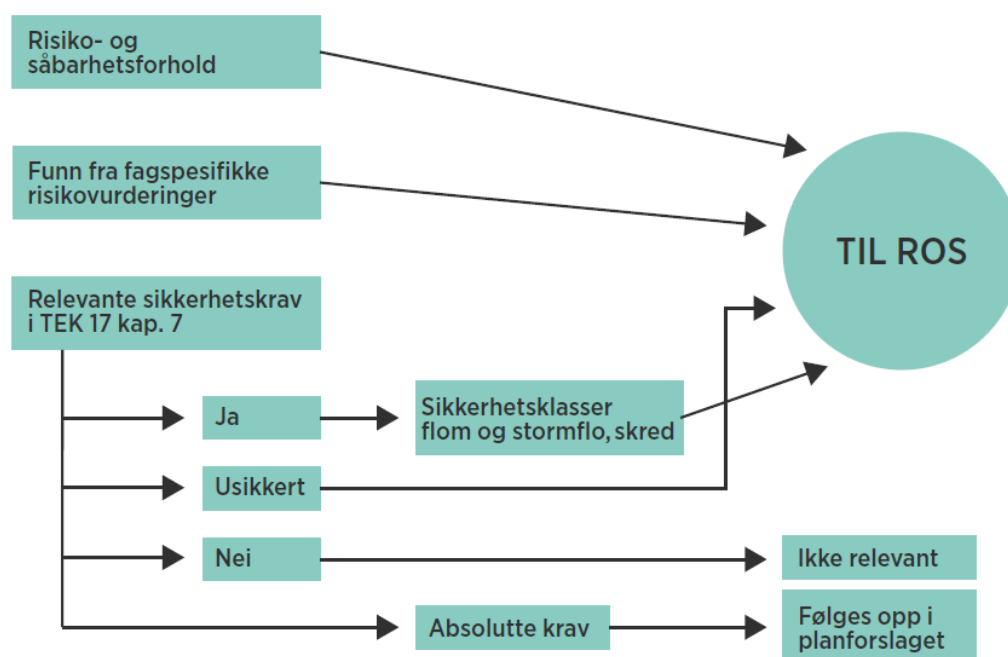 Risiko- og
såbarhetsforhold
Funn fra fagspesifikke
risikovurderinger
TIL ROS
Relevante sikkerhetskrav
i TEK 17 kap. 7
Ja
Sikkerhetsklasser
flom og stormflo, skred
Usikkert
Nei
Ikke relevant
Absolutte krav
Følges opp i
planforslaget